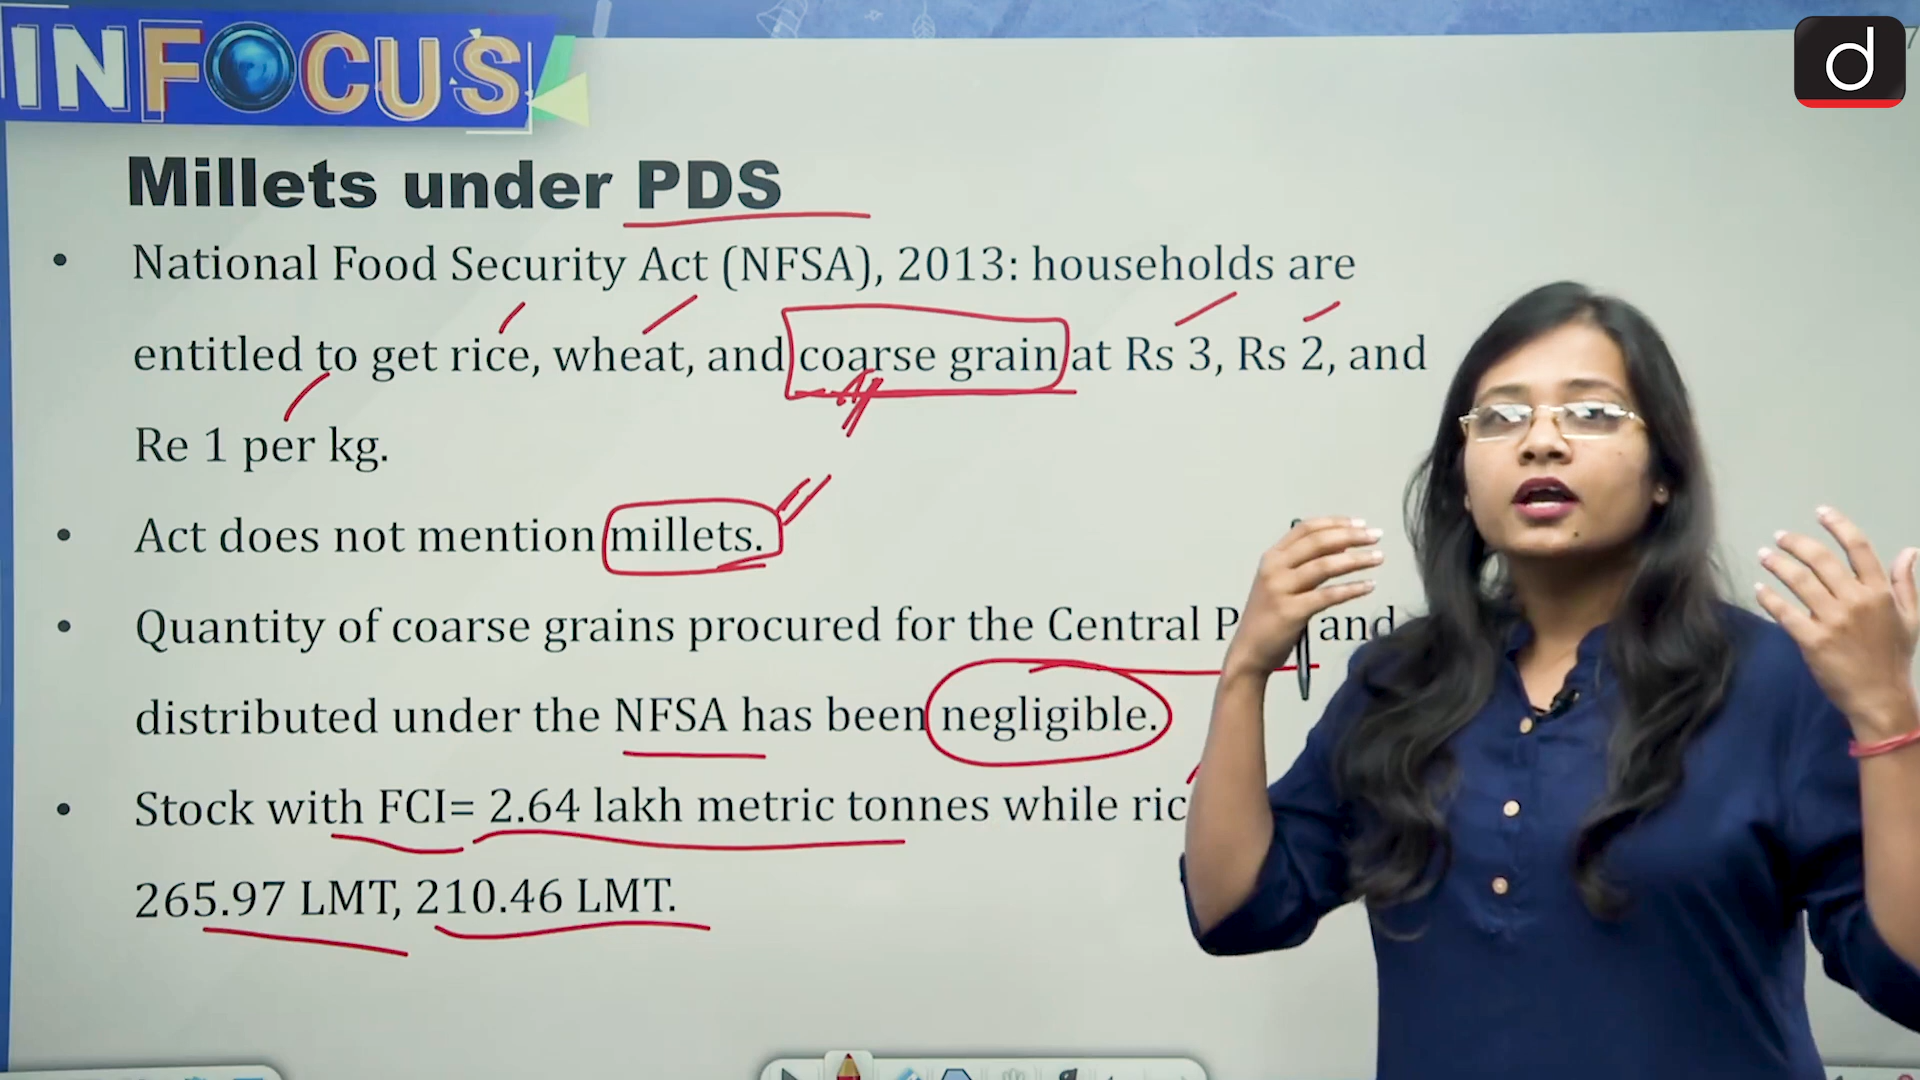 INFOCUS
d
Millets under PDS
• National Food Security Act (NFSA), 2013: households are
entitled to get rice, wheat, and coarse grain at Rs 3, Rs 2, and
Re 1 per kg.
• Act does not mention millets.
• Quantity of coarse grains procured for the Central and
distributed under the NFSA has been negligible.
• Stock with FCI= 2.64 lakh metric tonnes while
265.97 LMT, 210.46 LMT.